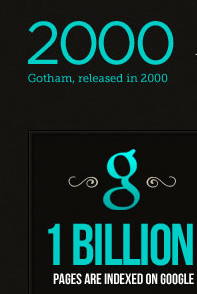 2000
Gotham, released in 2000
g
1 BILLION
PAGES ARE INDEXED ON GOOGLE